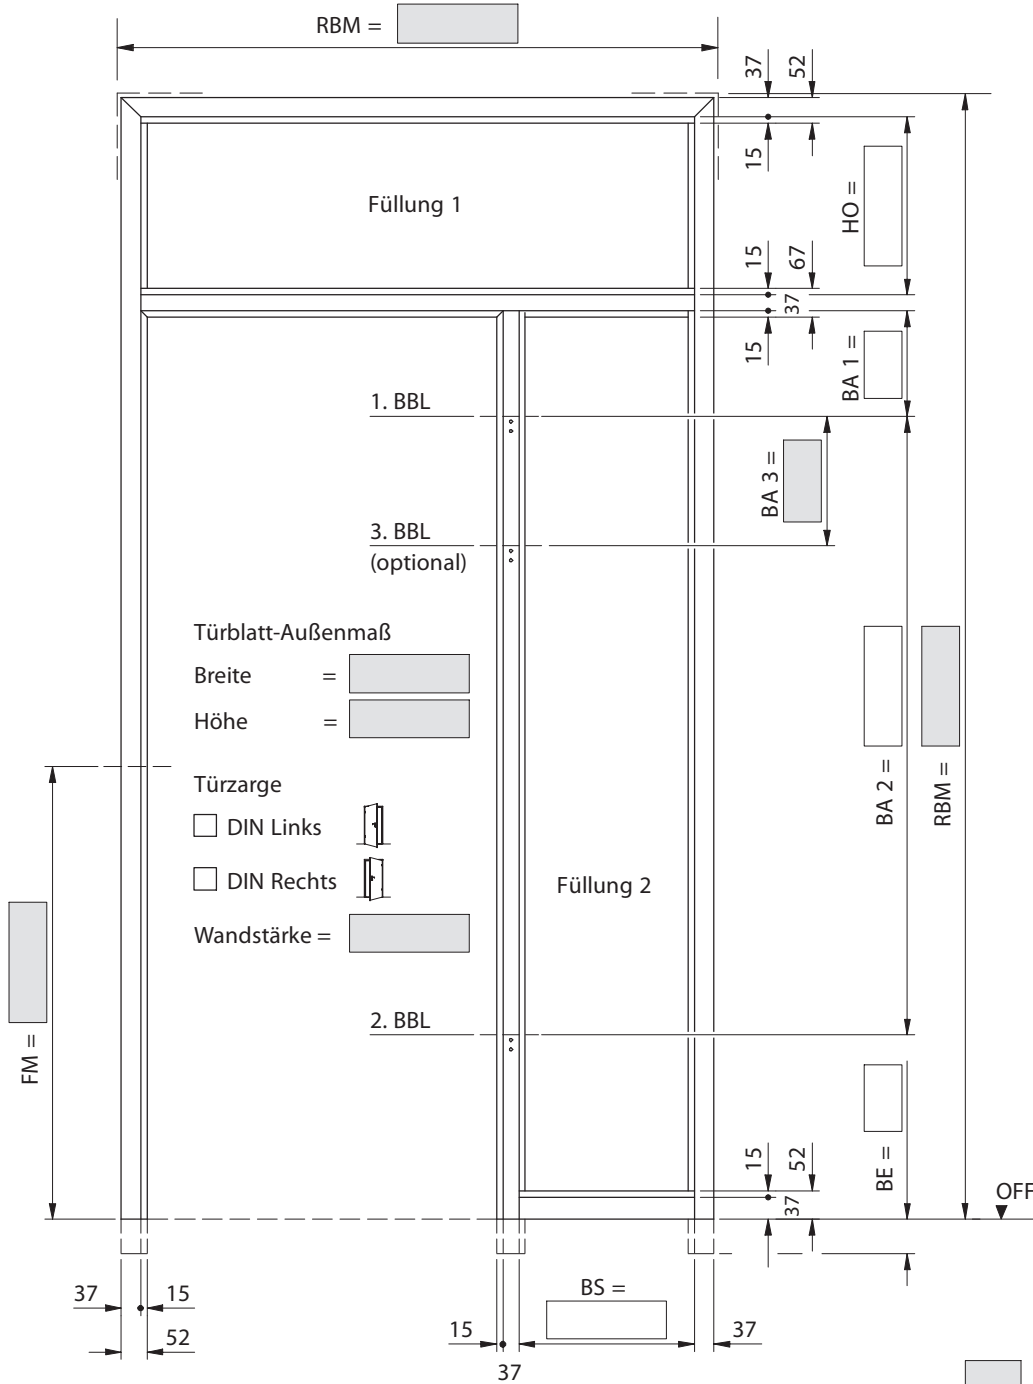 RBM =
37
52
15
Füllung 1
HO =
15
67
37
15
BA 1 =
1. BBL
BA 3 =
3. BBL
(optional)
Türblatt-Außenmaß
Breite =
Höhe =
Türzarge
DIN Links
DIN Rechts
Wandstärke =
Füllung 2
BA 2 =
RBM =
FM =
2. BBL
BE =
15
52
37
OFF
37
15
52
BS =
15
37
37